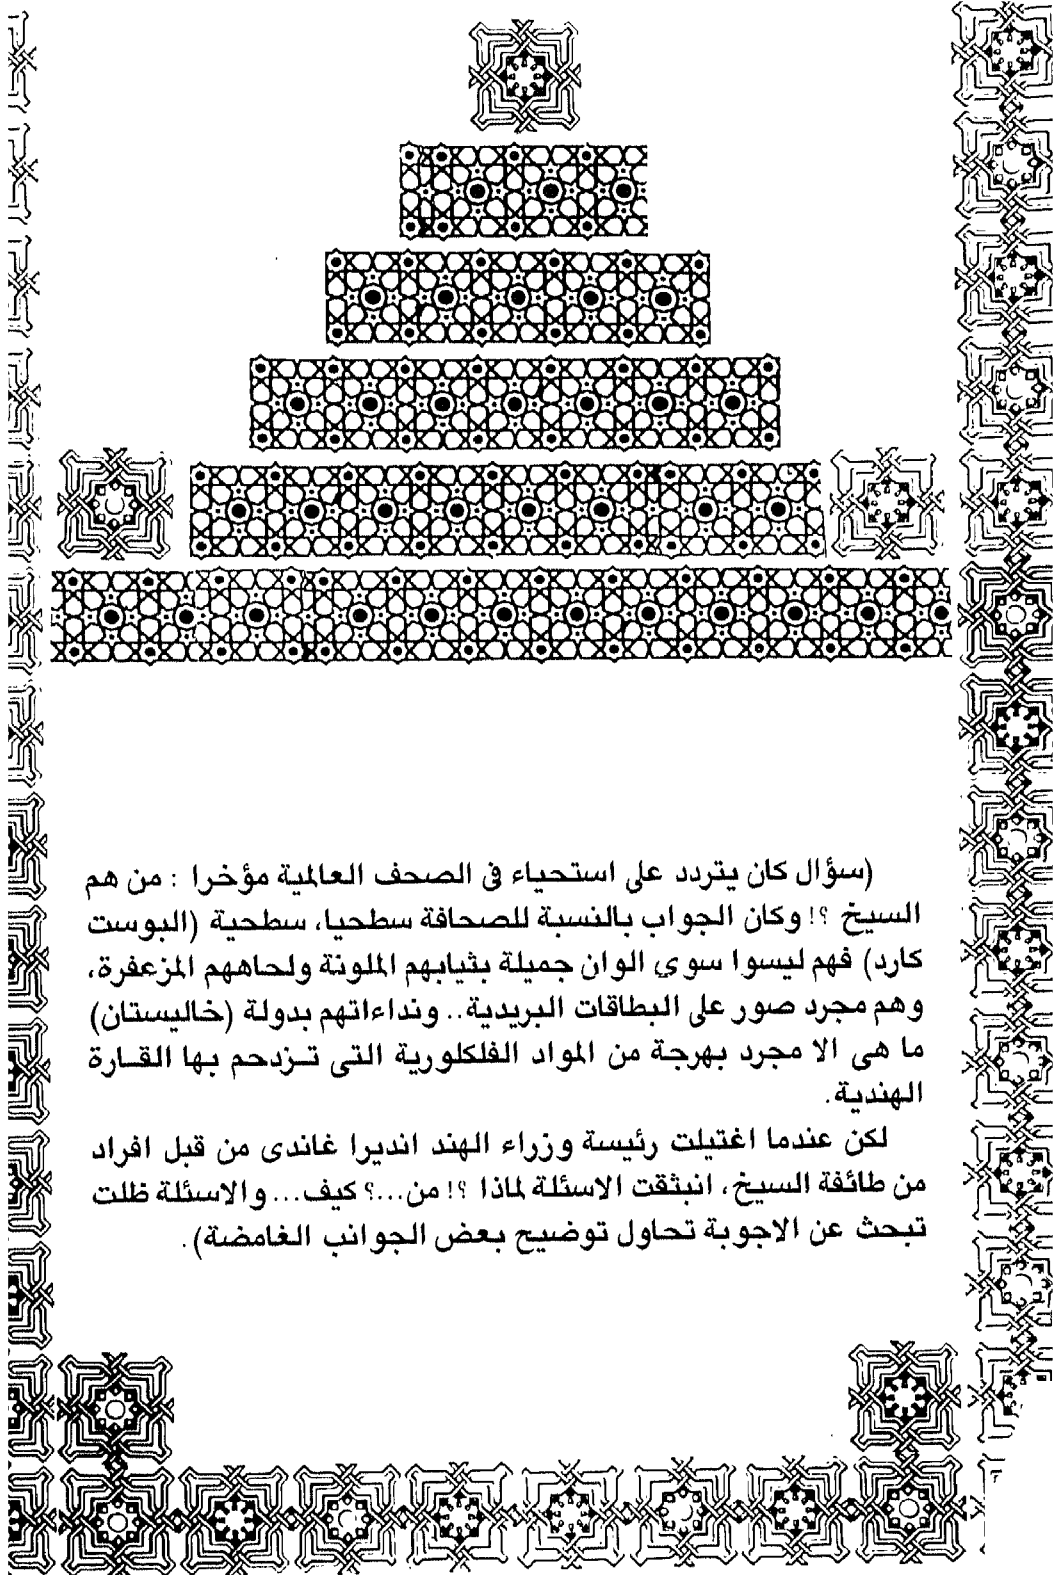 (سؤال كان يتردد على استحياء في الصحف العالمية مؤخرا : من هم
السيخ ؟! وكان الجواب بالنسبة للصحافة سطحيا، سطحية (البوست
كارد) فهم ليسوا سوي الوان جميلة بثيابهم الملونة ولحاههم المزعفرة،
وهم مجرد صور على البطاقات البريدية.. ونداءاتهم بدولة (خاليستان)
ما هى الا مجرد بهرجة من المواد الفلكلورية التى تـزدحم بها القـارة
الهندية.
لكن عندما اغتيلت رئيسة وزراء الهند انديرا غاندى من قبل افراد
من طائفة السيخ، انبثقت الاسئلة لماذا ؟! من...؟ كيف... والاسئلة ظلت
تبحث عن الاجوبة تحاول توضيح بعض الجوانب الغامضة).